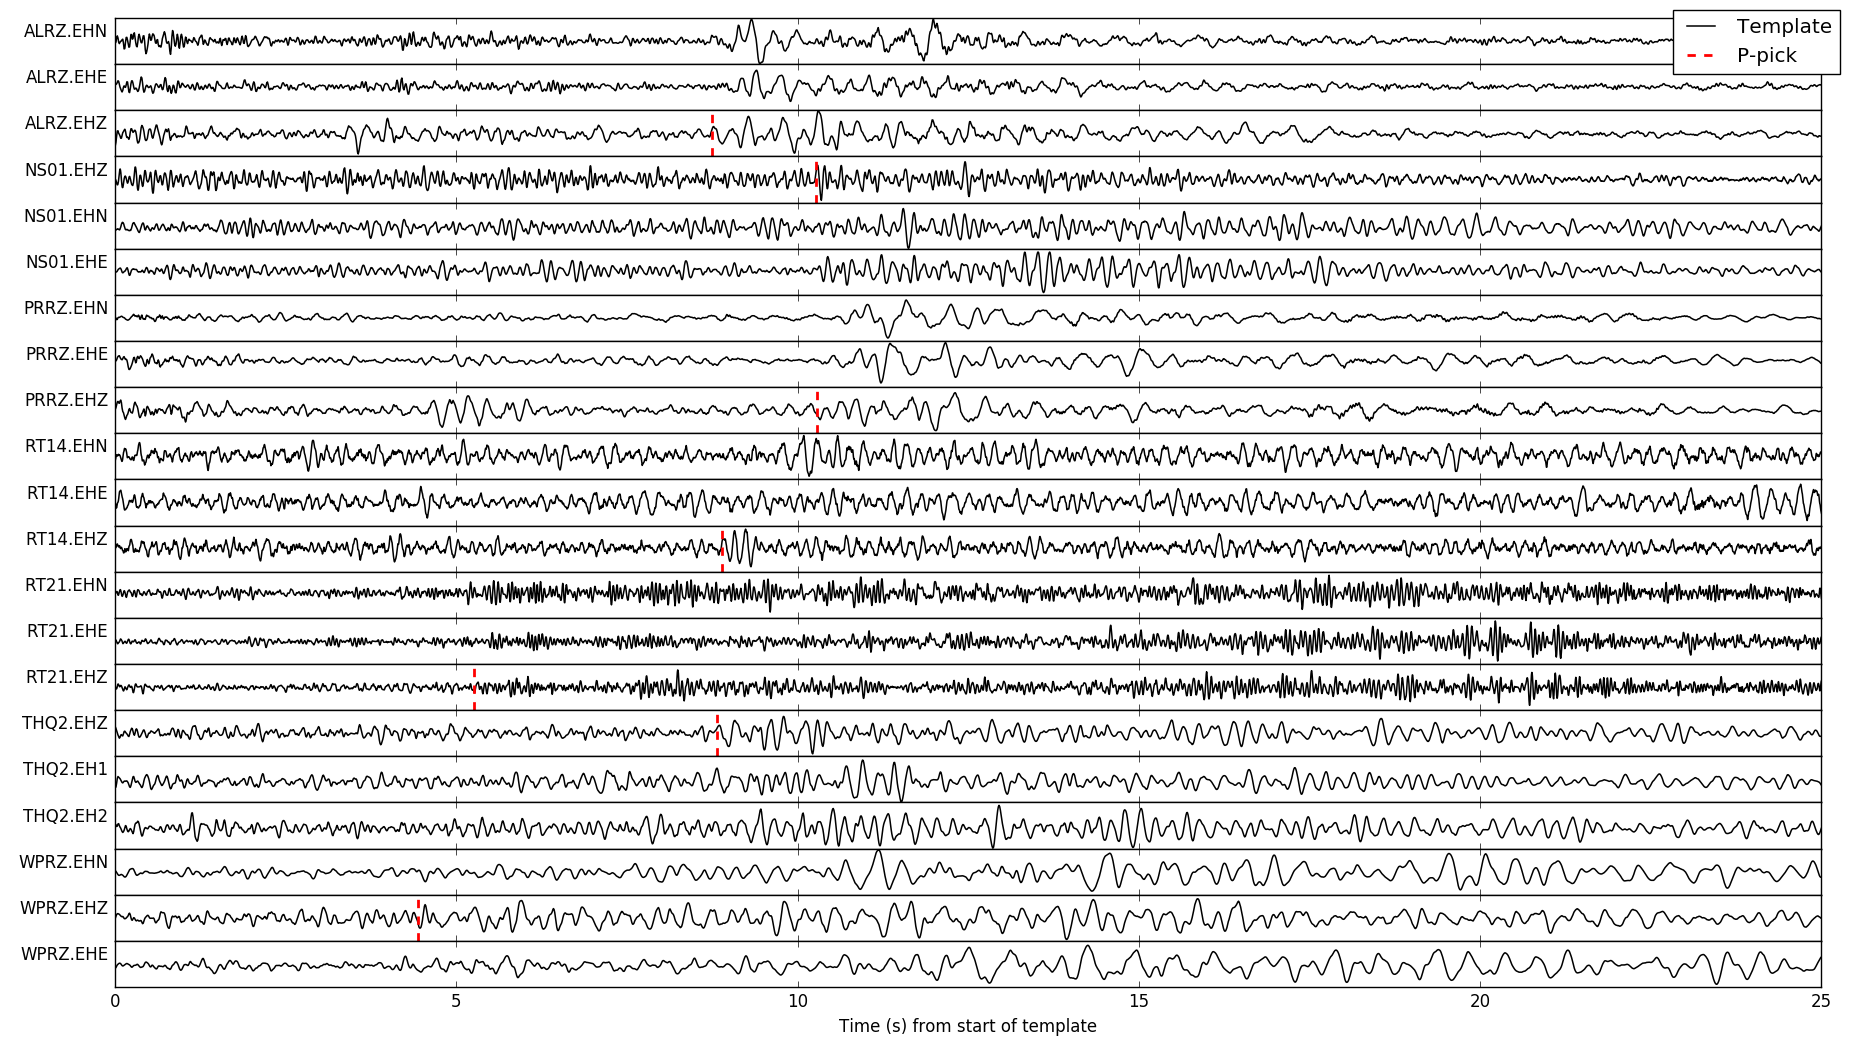 Template
P-pick
ALRZ.EHN
ALRZ.EHE
ALRZ.EHZ
NS01.EHZ
NS01.EHN
NS01.EHE
PRRZ.EHN
PRRZ.EHE
PRRZ.EHZ
RT14.EHN
RT14.EHE
RT14.EHZ
RT21.EHN
RT21.EHE
RT21.EHZ
THQ2.EHZ
THQ2.EH1
THQ2.EH2
WPRZ.EHN
WPRZ.EHZ
WPRZ.EHE
0 5 10 15 20 25
Time (s) from start of template